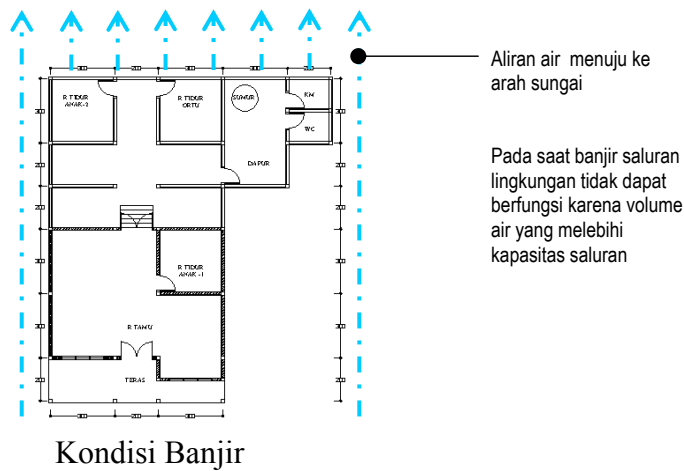 Aliran air menuju ke
arah sungai
Pada saat banjir saluran
lingkungan tidak dapat
berfungsi karena volume
air yang melebihi
kapasitas saluran
R TIDUR
ANAK-2
R TIDUR
ORTU
SUMUR
KM
WC
DAPUR
R TIDUR
ANAK -1
R TAMU
TERAS
Kondisi Banjir